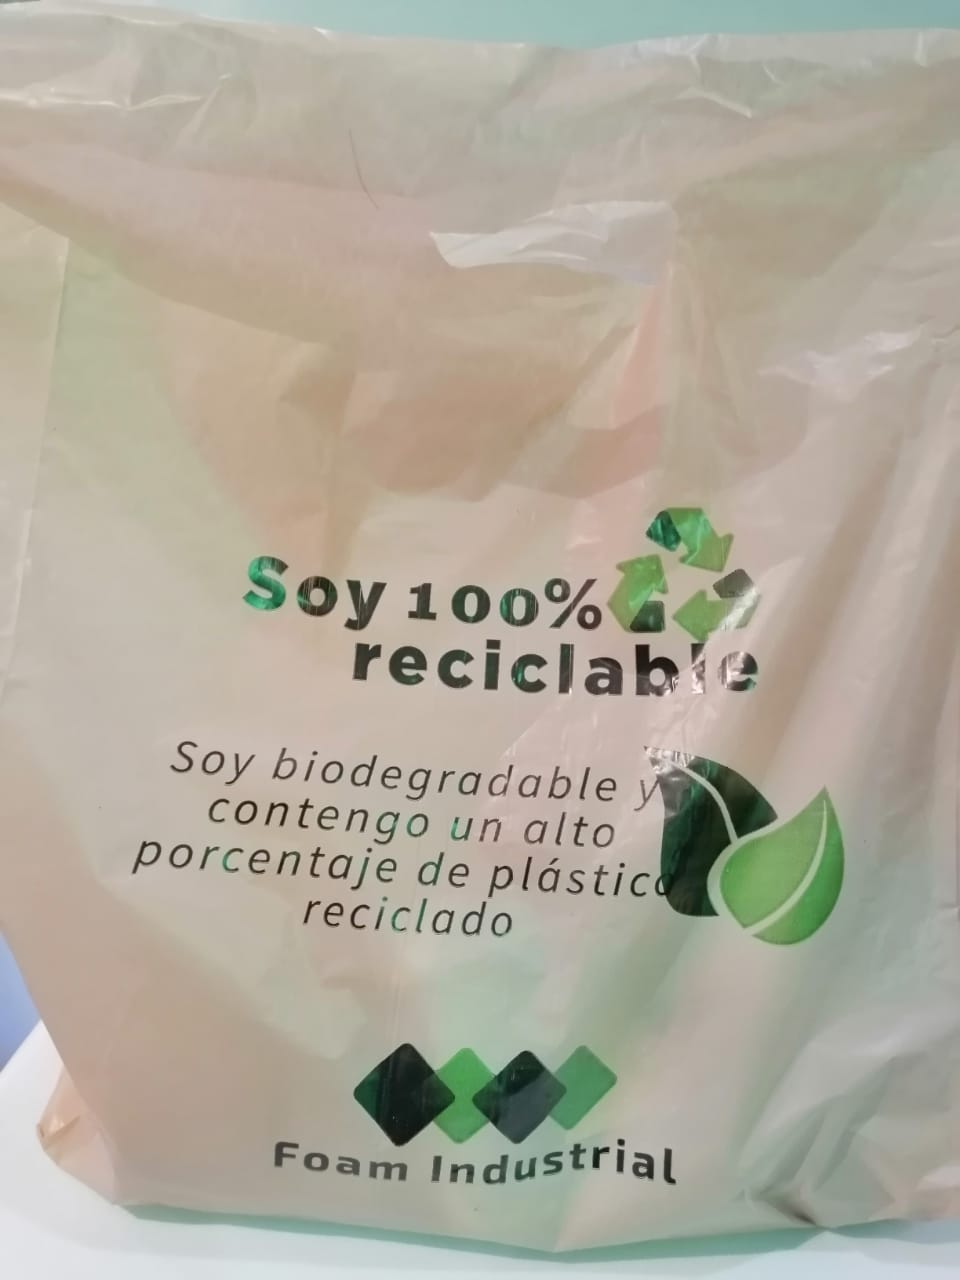 Soy 100%
reciclable
Soy biodegradable y
contengo un alto
porcentaje de plástico
reciclado
Foam Industrial